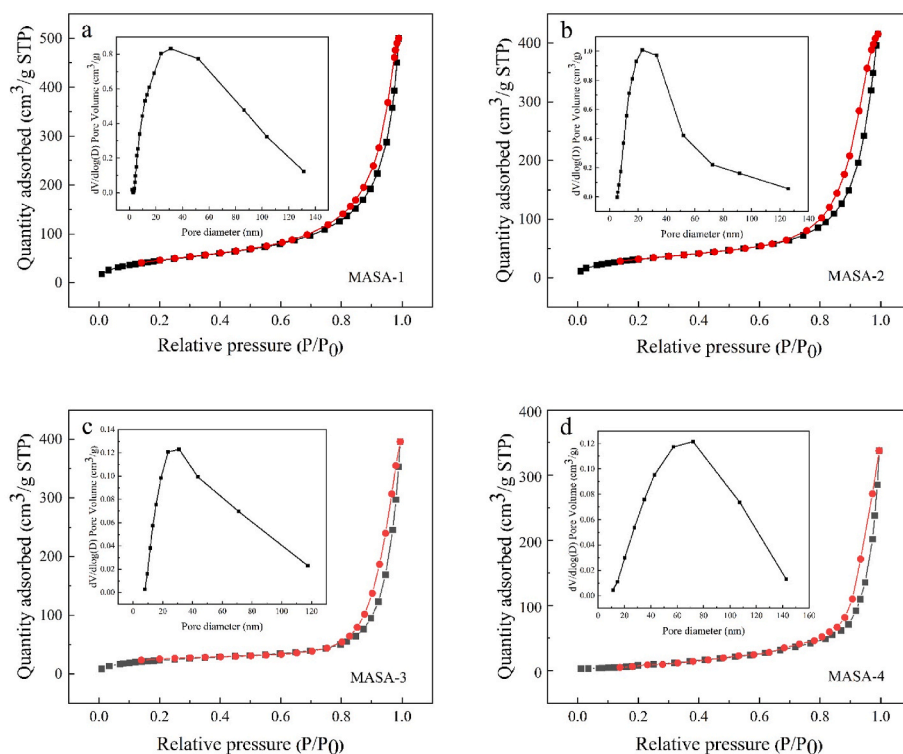 a
Quantity adsorbed (cm³/g STP)
500
400
300
200
100
0
0.0 0.2 0.4 0.6 0.8 1.0
Relative pressure (P/P₀)
MASA-1
dV/dlog(D) Pore Volume (cm³/g)
0.8
0.6
0.4
0.2
0.0
0 20 40 60 80 100 120 140
Pore diameter (nm)
b
Quantity adsorbed (cm³/g STP)
400
300
200
100
0
0.0 0.2 0.4 0.6 0.8 1.0
Relative pressure (P/P₀)
MASA-2
dV/dlog(D) Pore Volume (cm³/g)
1.0
0.8
0.6
0.4
0.2
0.0
0 20 40 60 80 100 120 140
Pore diameter (nm)
c
Quantity adsorbed (cm³/g STP)
400
300
200
100
0
0.0 0.2 0.4 0.6 0.8 1.0
Relative pressure (P/P₀)
MASA-3
dV/dlog(D) Pore Volume (cm³/g)
0.14
0.12
0.10
0.08
0.06
0.04
0.02
0.00
0 20 40 60 80 100 120
Pore diameter (nm)
d
Quantity adsorbed (cm³/g STP)
400
300
200
100
0
0.0 0.2 0.4 0.6 0.8 1.0
Relative pressure (P/P₀)
MASA-4
dV/dlog(D) Pore Volume (cm³/g)
0.12
0.10
0.08
0.06
0.04
0.02
0.00
0 20 40 60 80 100 120 140 160
Pore diameter (nm)